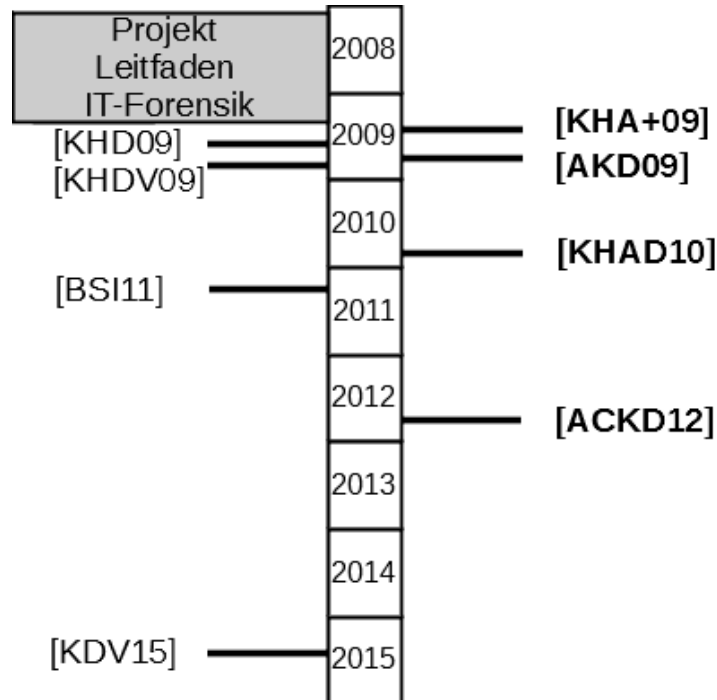 Projekt
Leitfaden
IT-Forensik
2008
2009
[KHD09]
[KHDV09]
[KHA+09]
[AKD09]
2010
[KHAD10]
[BSI11]
2011
2012
[ACKD12]
2013
2014
[KDV15]
2015